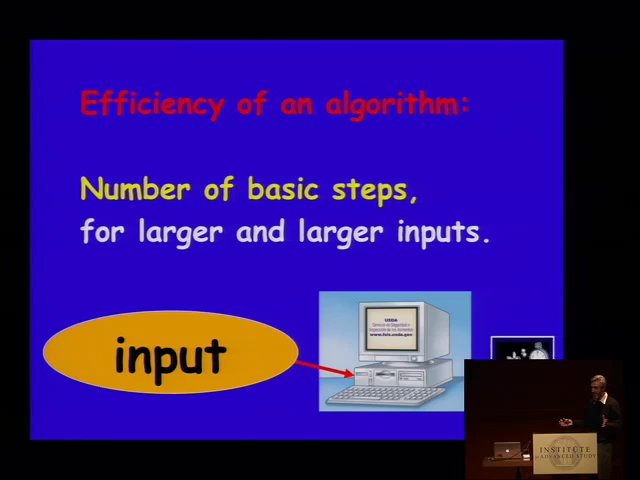 Efficiency of an algorithm:
Number of basic steps,
for larger and larger inputs.
input
USDA
www.fsis.usda.gov
INSTITUTE
for ADVANCED STUDY